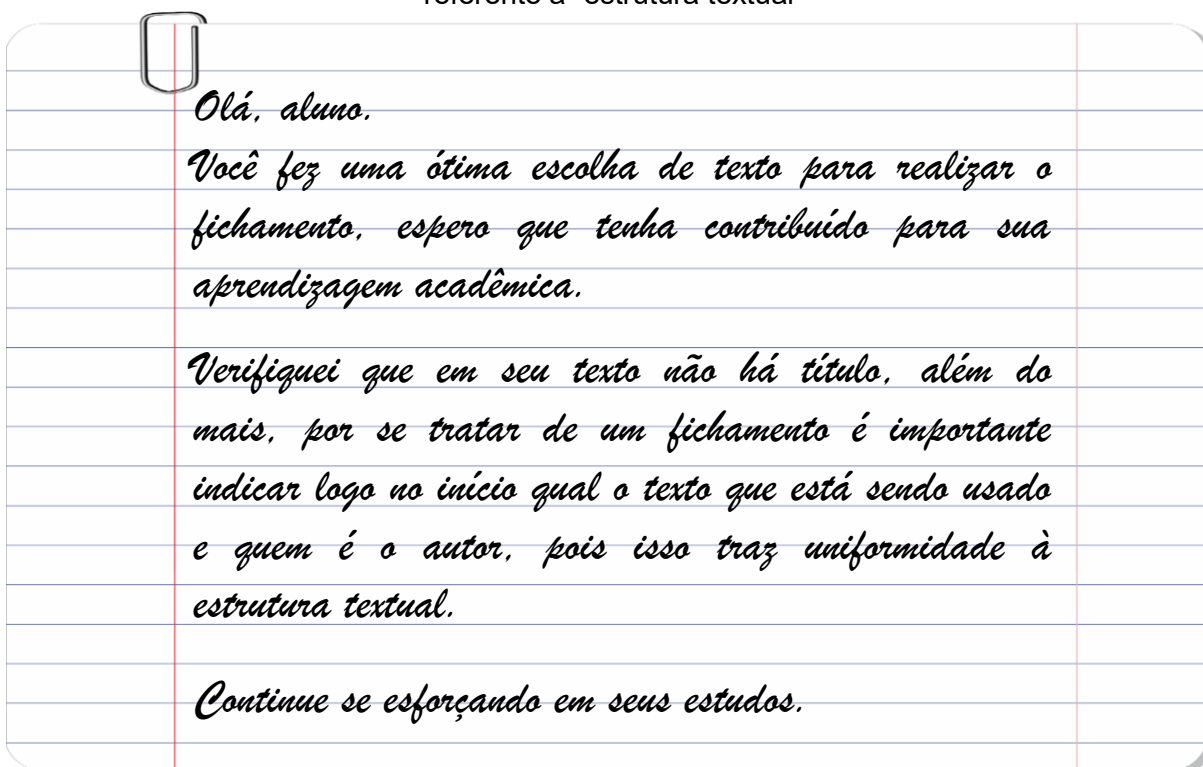 referente à "estrutura textual"
Olá, aluno.
Você fez uma ótima escolha de texto para realizar o
fichamento, espero que tenha contribuído para sua
aprendizagem acadêmica.
Verifiquei que em seu texto não há título, além do
mais, por se tratar de um fichamento é importante
indicar logo no início qual o texto que está sendo usado
e quem é o autor, pois isso traz uniformidade à
estrutura textual.
Continue se esforçando em seus estudos.